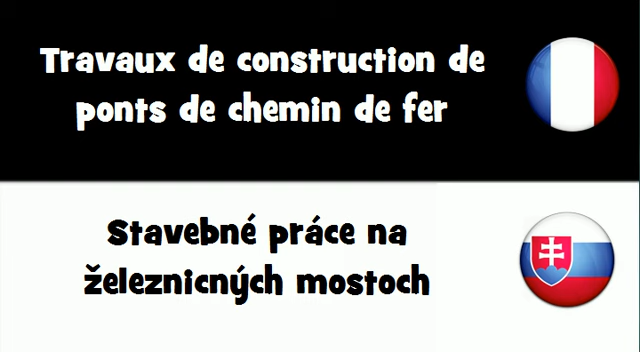 Travaux de construction de
ponts de chemin de fer
Stavebné práce na
železnicných mostoch